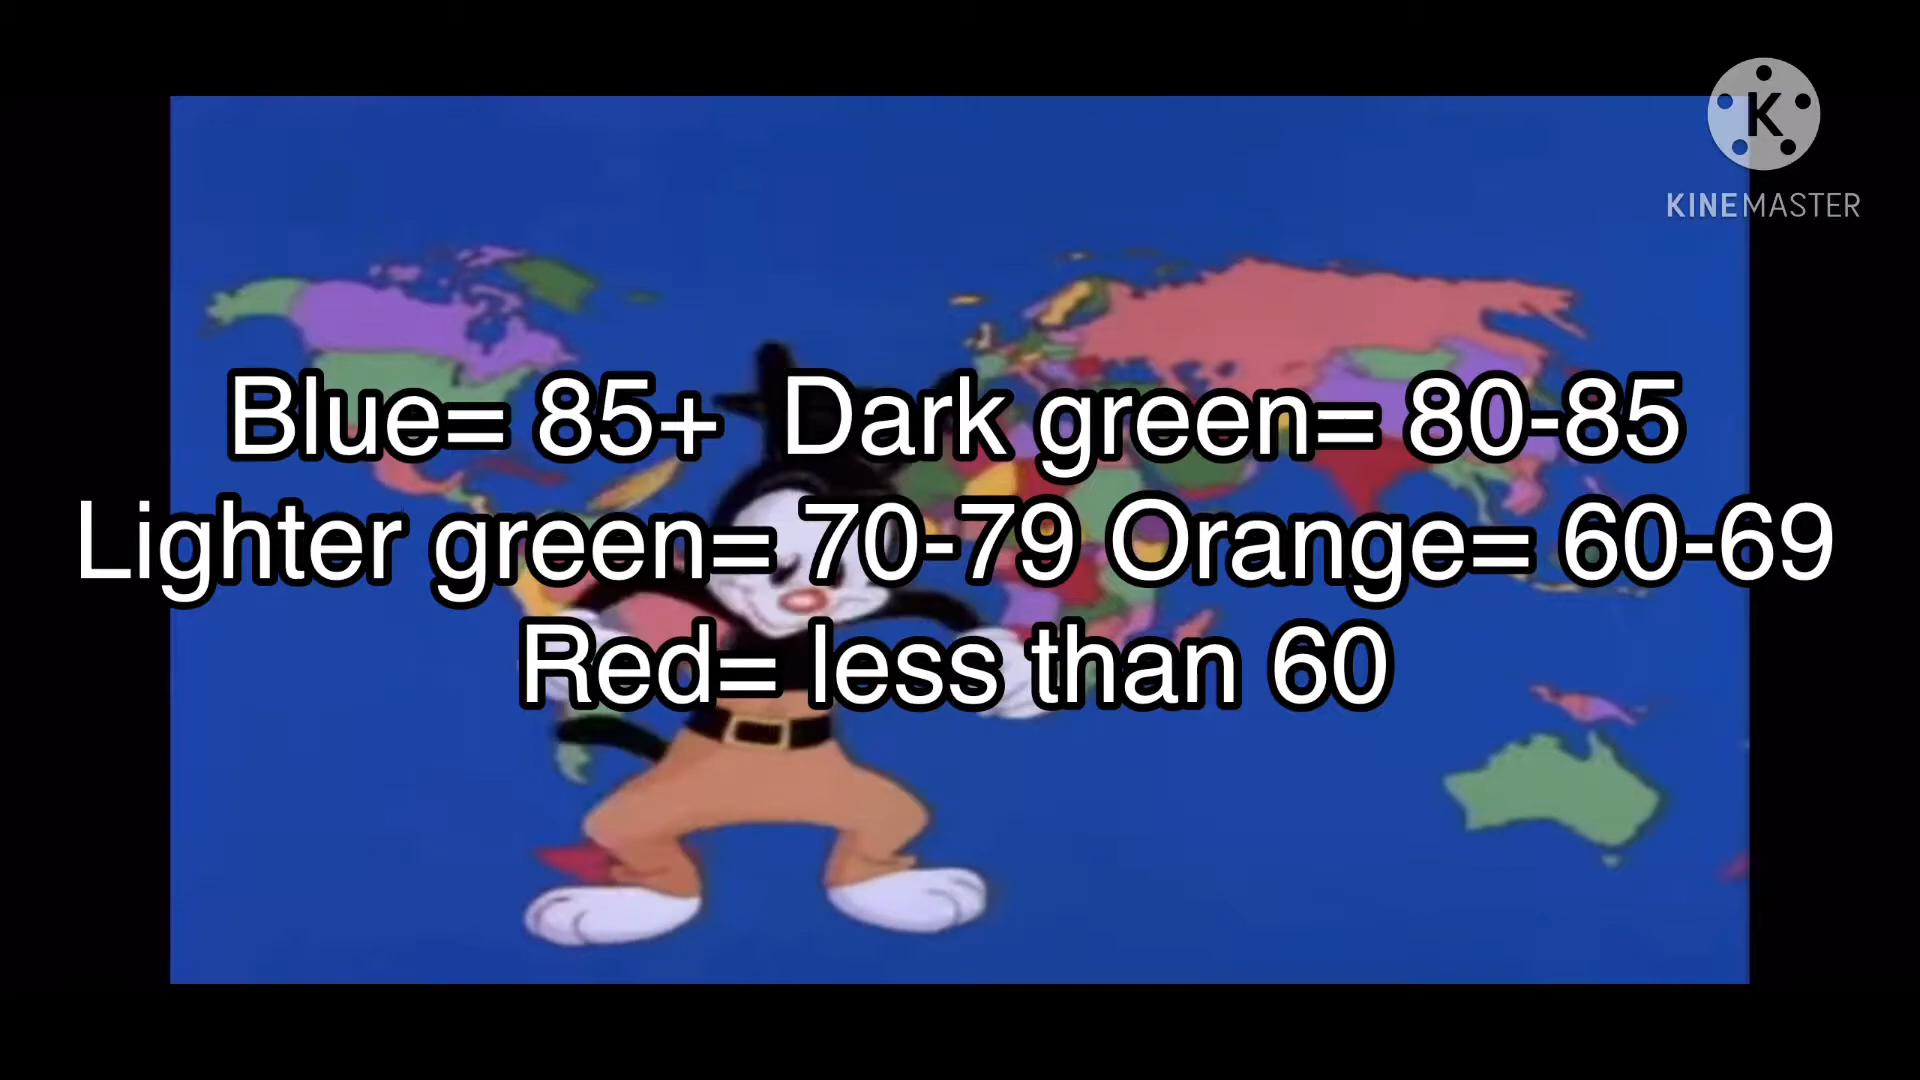 K
KINEMASTER
Blue= 85+ Dark green= 80-85
Lighter green= 70-79 Orange= 60-69
Red= less than 60